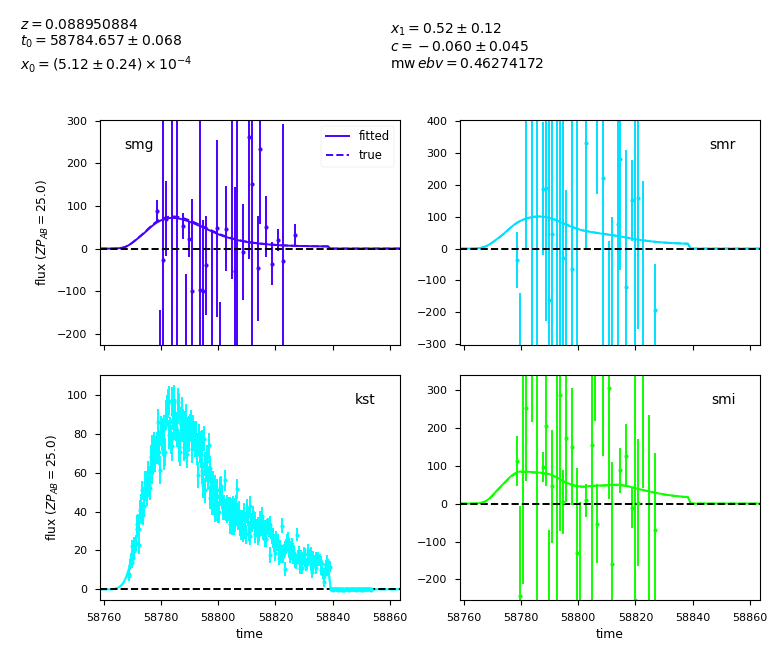 z = 0.088950884
t₀ = 58784.657 ± 0.068
x₀ = (5.12 ± 0.24) × 10⁻⁴
x₁ = 0.52 ± 0.12
c = −0.060 ± 0.045
mw ebv = 0.46274172
smg
fitted
true
300
200
100
0
−100
−200
flux (ZP_AB = 25.0)
smr
400
300
200
100
0
−100
−200
−300
kst
100
80
60
40
20
0
flux (ZP_AB = 25.0)
58760 58780 58800 58820 58840 58860
time
smi
300
200
100
0
−100
−200
58760 58780 58800 58820 58840 58860
time